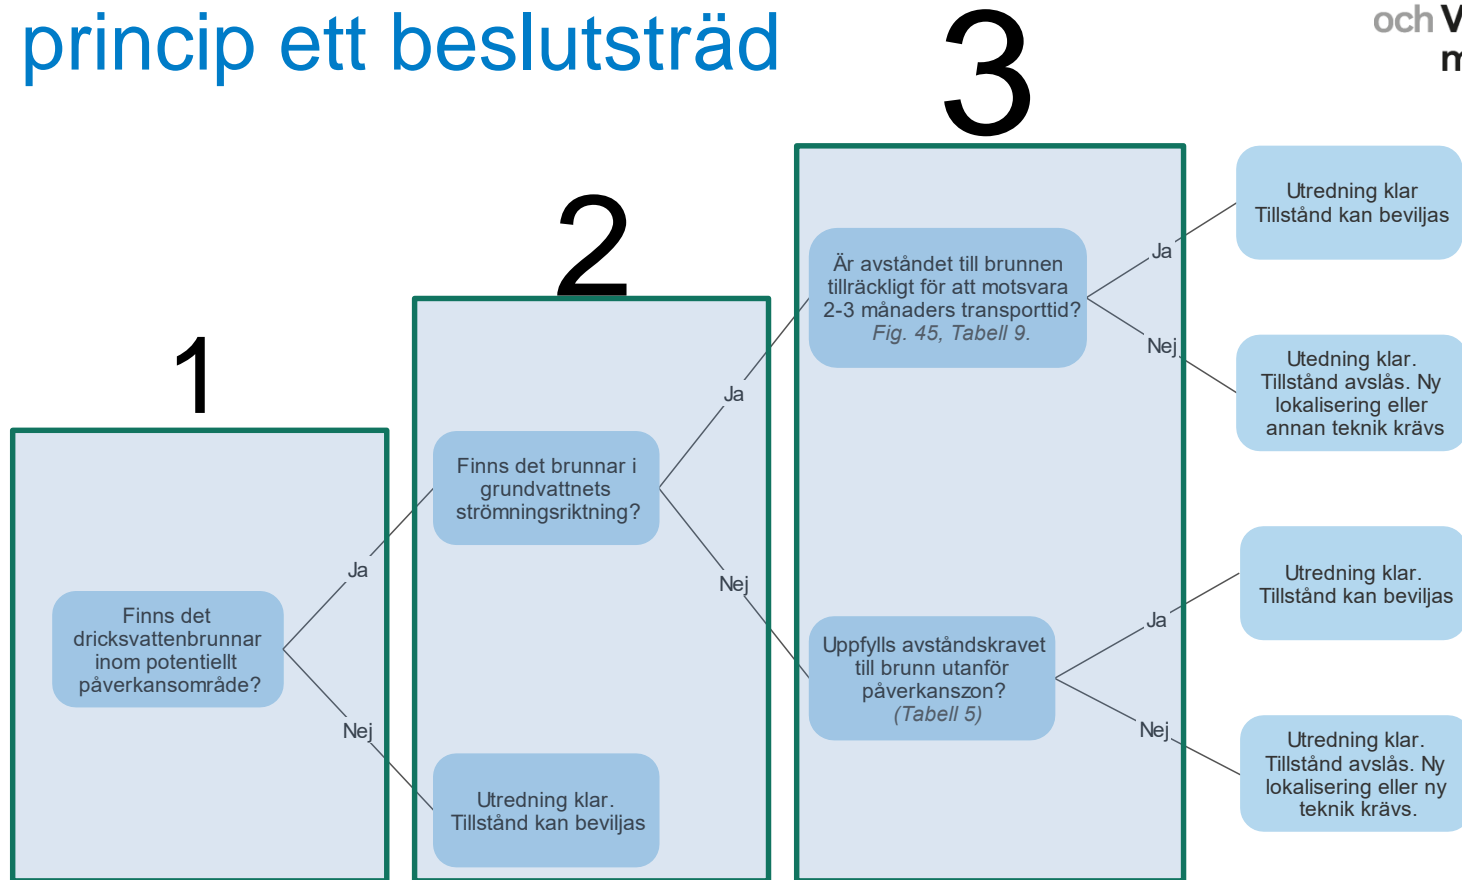 princip ett beslutsträd
och V
m
1
2
3
Finns det
dricksvattenbrunnar
inom potentiellt
påverkansområde?
Ja
Nej
Finns det brunnar i
grundvattnets
strömningsriktning?
Utredning klar.
Tillstånd kan beviljas
Ja
Nej
Är avståndet till brunnen
tillräckligt för att motsvara
2-3 månaders transporttid?
Fig. 45, Tabell 9.
Uppfylls avståndskravet
till brunn utanför
påverkanszon?
(Tabell 5)
Ja
Nej
Ja
Nej
Utredning klar
Tillstånd kan beviljas
Utedning klar.
Tillstånd avslås. Ny
lokalisering eller
annan teknik krävs
Utredning klar.
Tillstånd kan beviljas
Utredning klar.
Tillstånd avslås. Ny
lokalisering eller ny
teknik krävs.